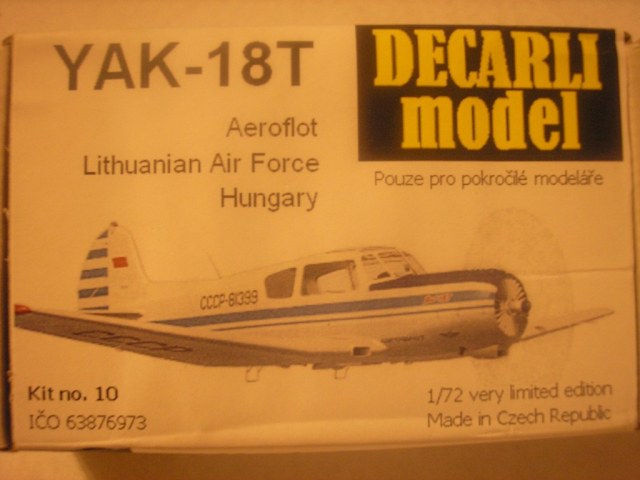 YAK-18T
DECARLI
model
Aeroflot
Lithuanian Air Force
Hungary
Pouze pro pokročilé modeláře
CCCP-81399
CCCP
Kit no. 10
IČO 63876973
1/72 very limited edition
Made in Czech Republic